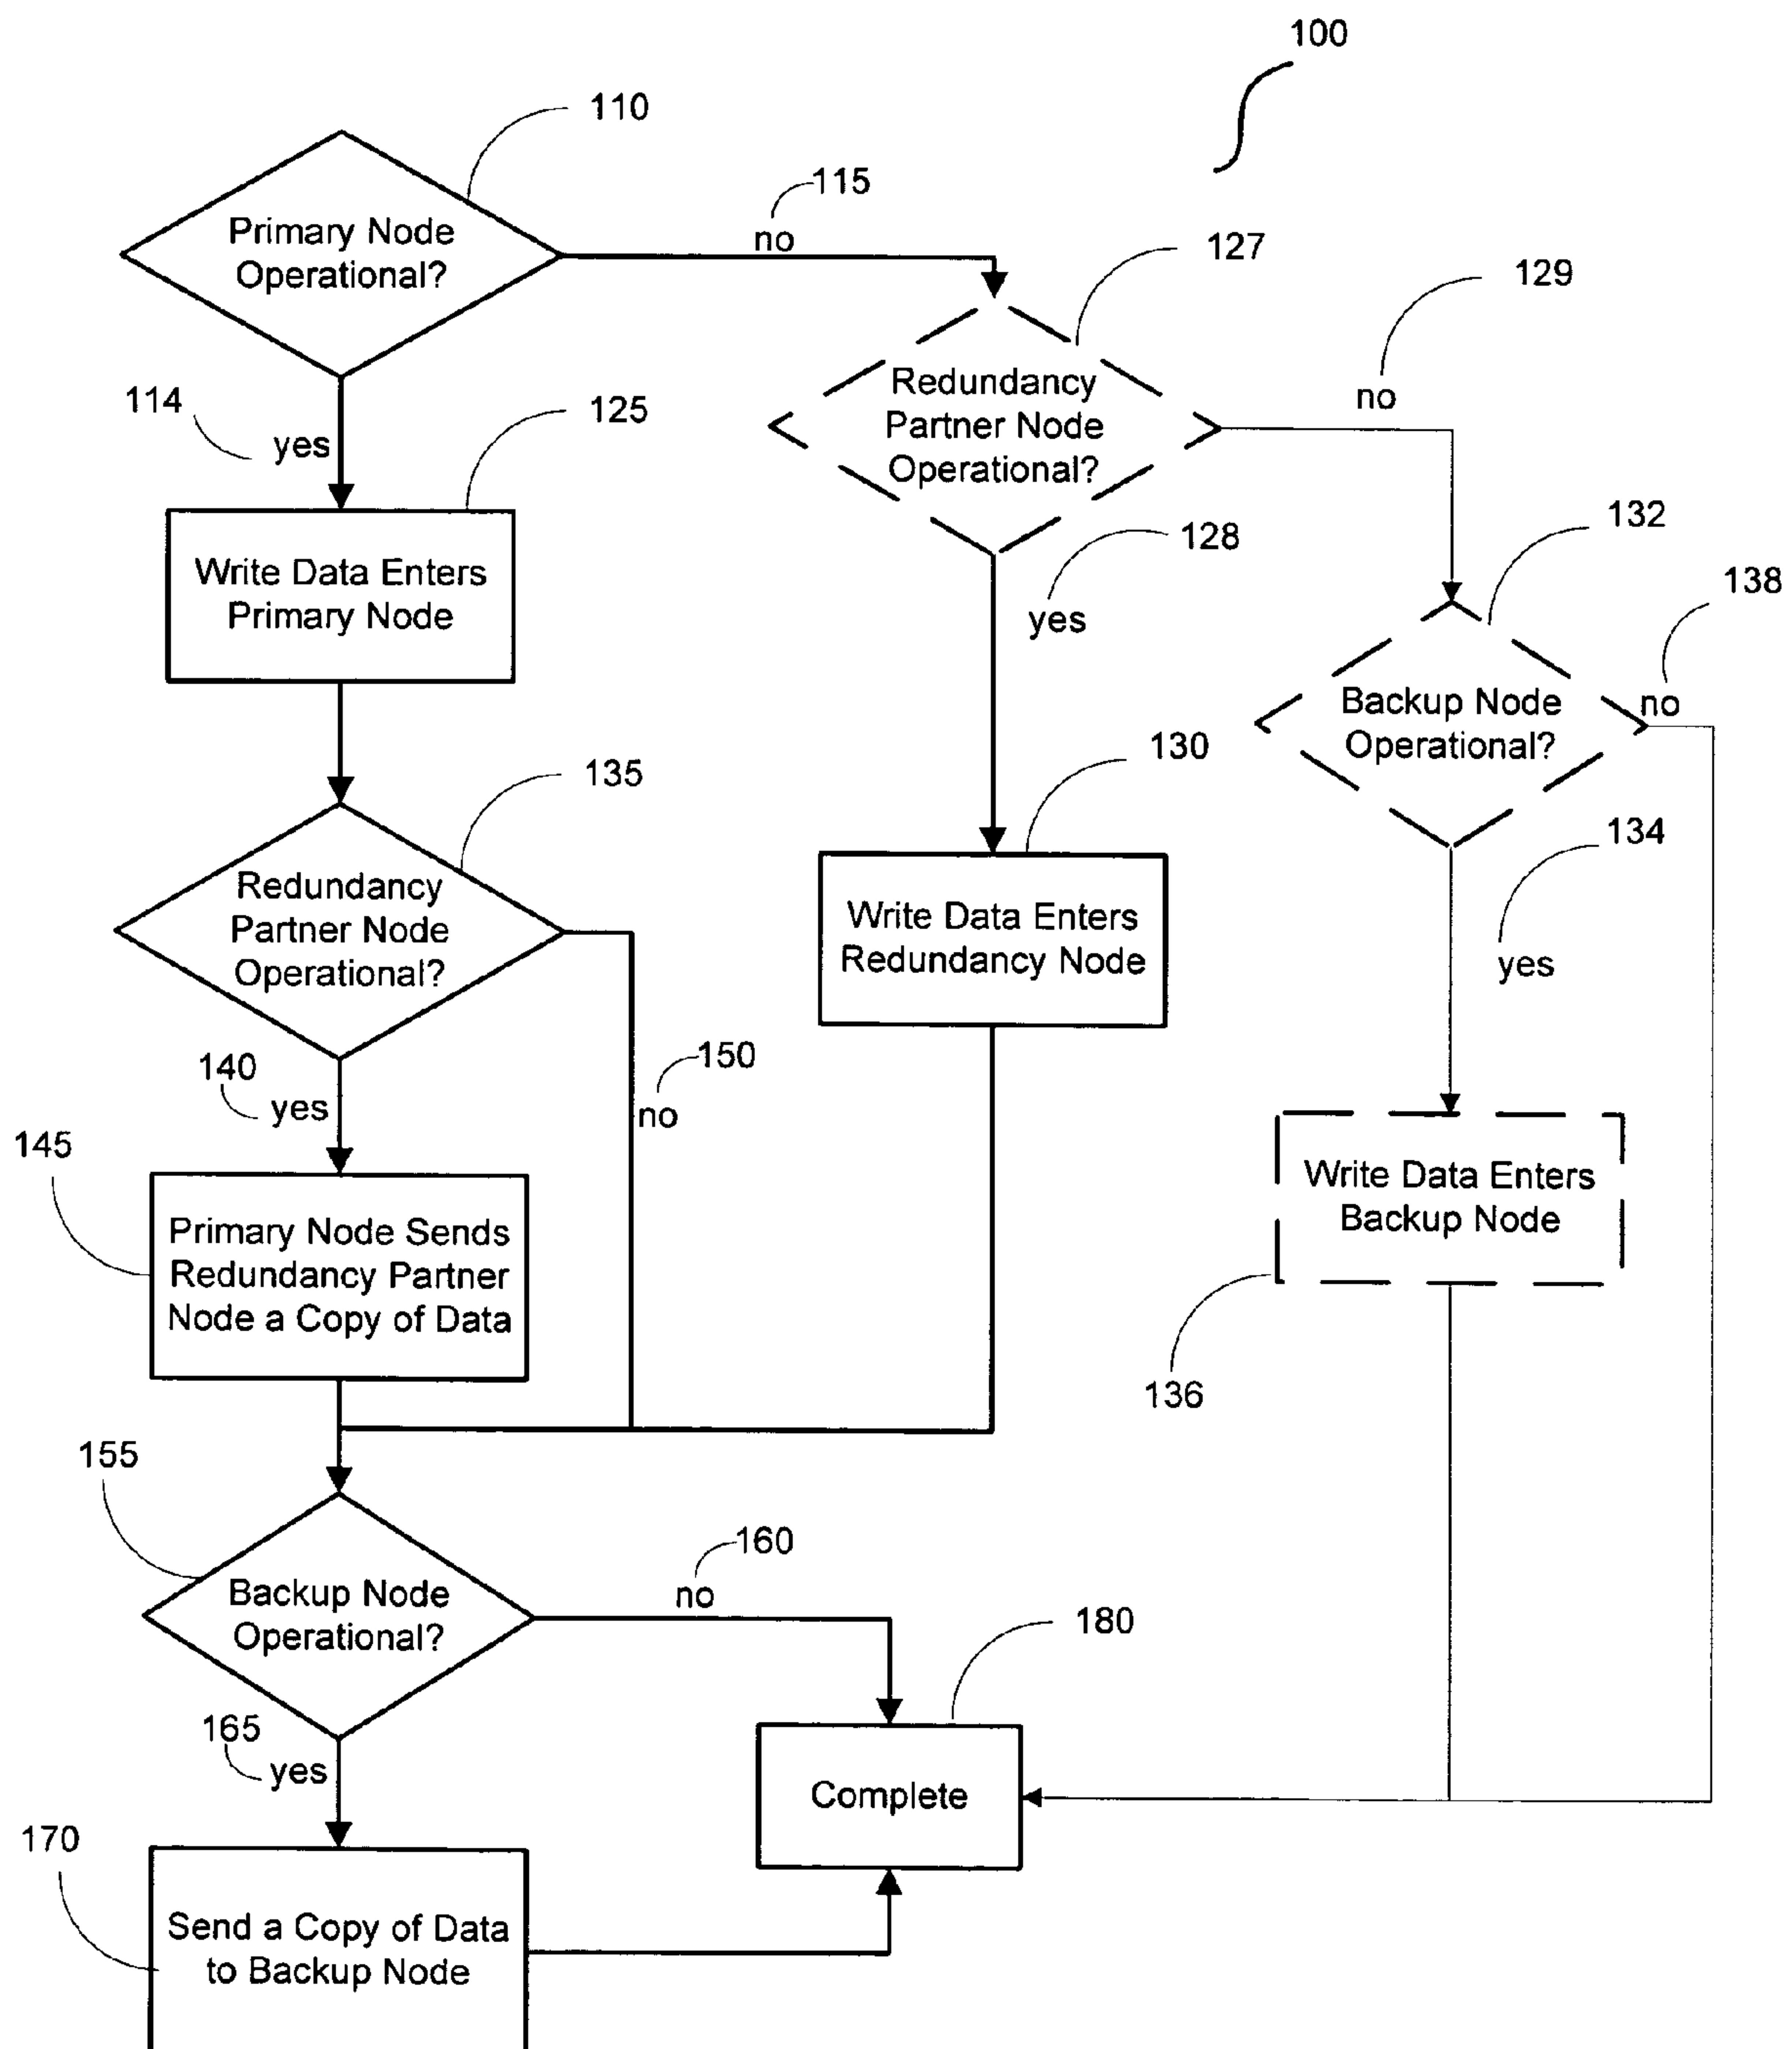 100
110
115
no
Primary Node
Operational?
127
129
no
114
yes
125
Redundancy
Partner Node
Operational?
128
yes
132
138
no
Write Data Enters
Primary Node
Backup Node
Operational?
130
134
yes
135
Redundancy
Partner Node
Operational?
Write Data Enters
Redundancy Node
140
yes
150
no
145
Primary Node Sends
Redundancy Partner
Node a Copy of Data
Write Data Enters
Backup Node
136
155
160
no
Backup Node
Operational?
180
165
yes
Complete
170
Send a Copy of Data
to Backup Node